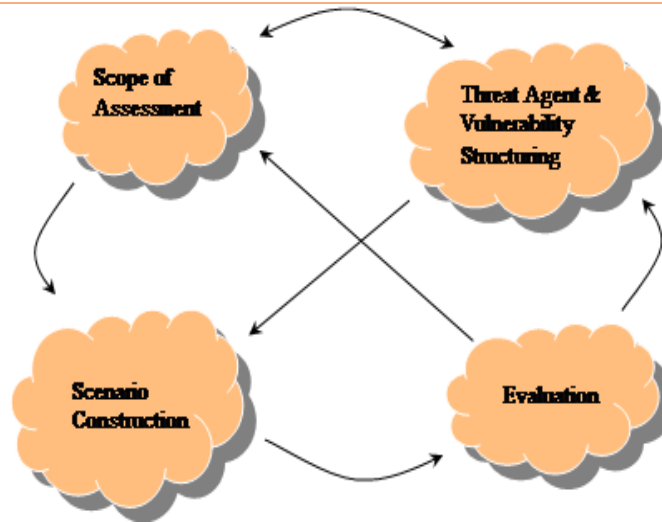 Scope of
Assessment
Threat Agent &
Vulnerability
Structuring
Scenario
Construction
Evaluation